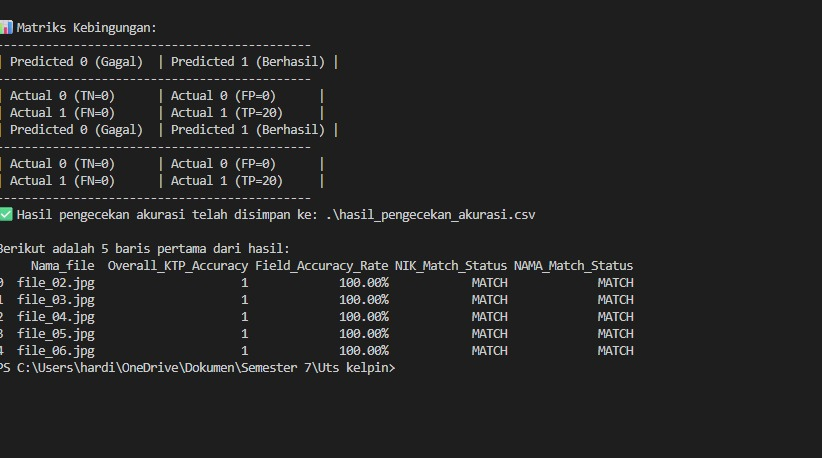 📊 Matriks Kebingungan:
----------------------------------------------
| Predicted 0 (Gagal) | Predicted 1 (Berhasil) |
----------------------------------------------
| Actual 0 (TN=0) | Actual 0 (FP=0) |
| Actual 1 (FN=0) | Actual 1 (TP=20) |
| Predicted 0 (Gagal) | Predicted 1 (Berhasil) |
----------------------------------------------
| Actual 0 (TN=0) | Actual 0 (FP=0) |
| Actual 1 (FN=0) | Actual 1 (TP=20) |
----------------------------------------------
✅ Hasil pengecekan akurasi telah disimpan ke: .\hasil_pengecekan_akurasi.csv
Berikut adalah 5 baris pertama dari hasil:
Nama_file Overall_KTP_Accuracy Field_Accuracy_Rate NIK_Match_Status NAMA_Match_Status
0 file_02.jpg 1 100.00% MATCH MATCH
1 file_03.jpg 1 100.00% MATCH MATCH
2 file_04.jpg 1 100.00% MATCH MATCH
3 file_05.jpg 1 100.00% MATCH MATCH
4 file_06.jpg 1 100.00% MATCH MATCH
PS C:\Users\hardi\OneDrive\Dokumen\Semester 7\Uts kelpin>